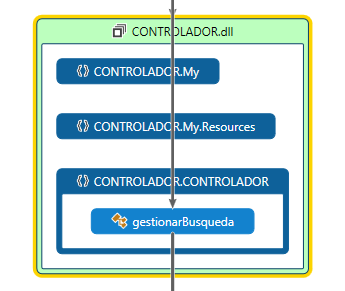 CONTROLADOR.dll
CONTROLADOR.My
CONTROLADOR.My.Resources
CONTROLADOR.CONTROLADOR
gestionarBusqueda